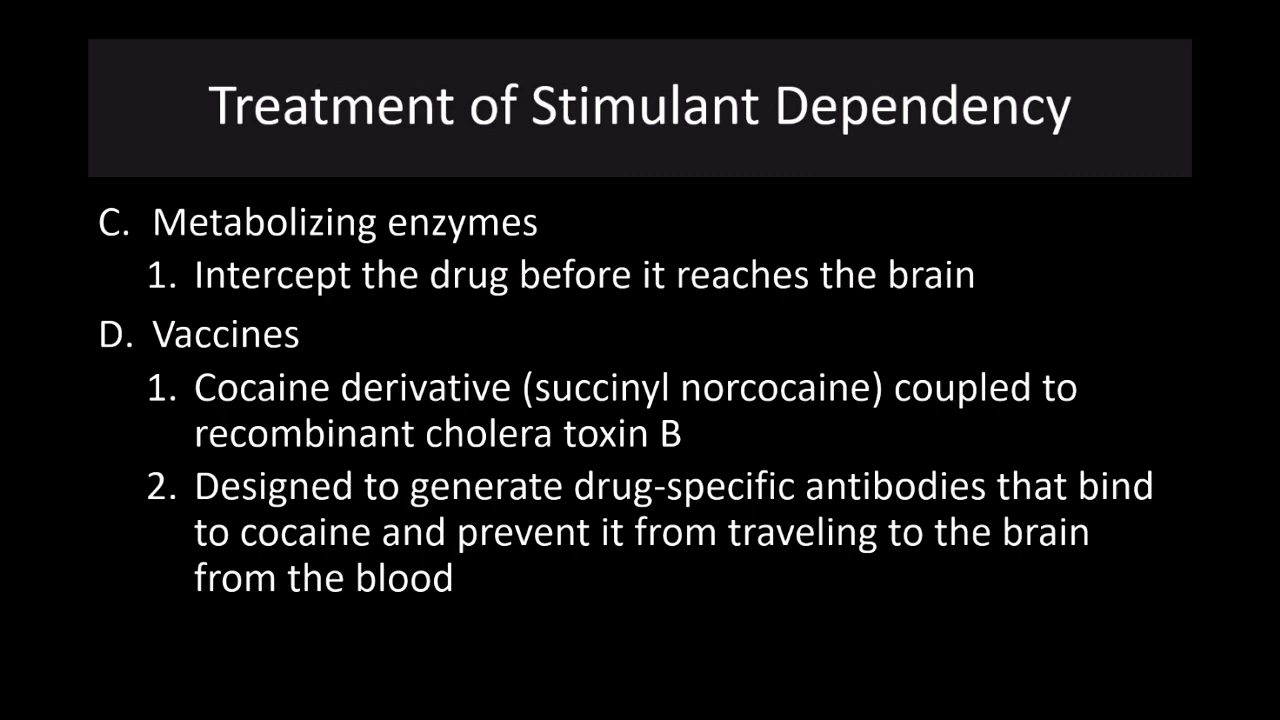 Treatment of Stimulant Dependency
C. Metabolizing enzymes
1. Intercept the drug before it reaches the brain
D. Vaccines
1. Cocaine derivative (succinyl norcocaine) coupled to
recombinant cholera toxin B
2. Designed to generate drug-specific antibodies that bind
to cocaine and prevent it from traveling to the brain
from the blood